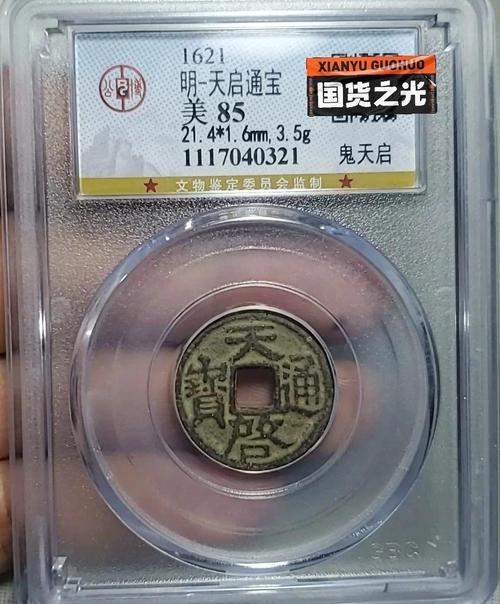 1621
明-天启通宝
美 85
21.4*1.6mm,3.5g
1117040321
XIANYU GUOHUO
国货之光
鬼天启
★ 文物鉴定委员会监制 ★
天啓通寶